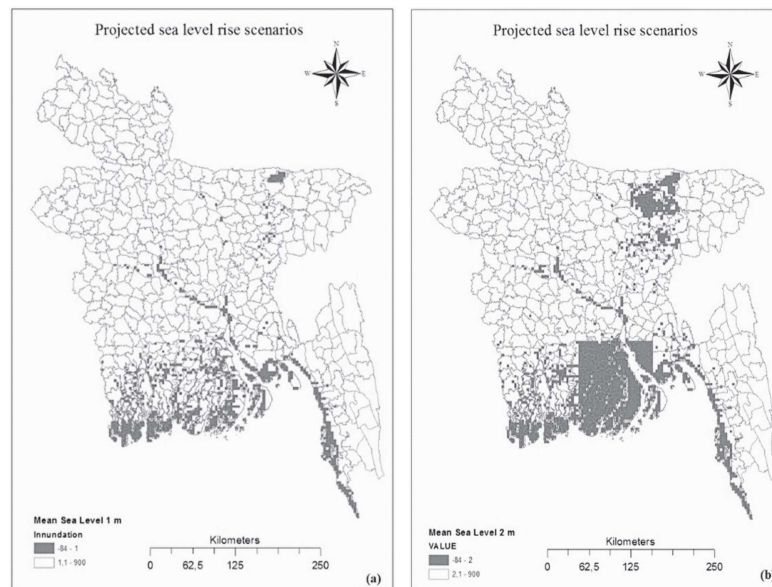 Projected sea level rise scenarios
N
W E
S
Mean Sea Level 1 m
Innundation
-84 - 1
1,1 - 900
Kilometers
0 62,5 125 250
(a)
Projected sea level rise scenarios
N
W E
S
Mean Sea Level 2 m
VALUE
-84 - 2
2,1 - 900
Kilometers
0 62,5 125 250
(b)